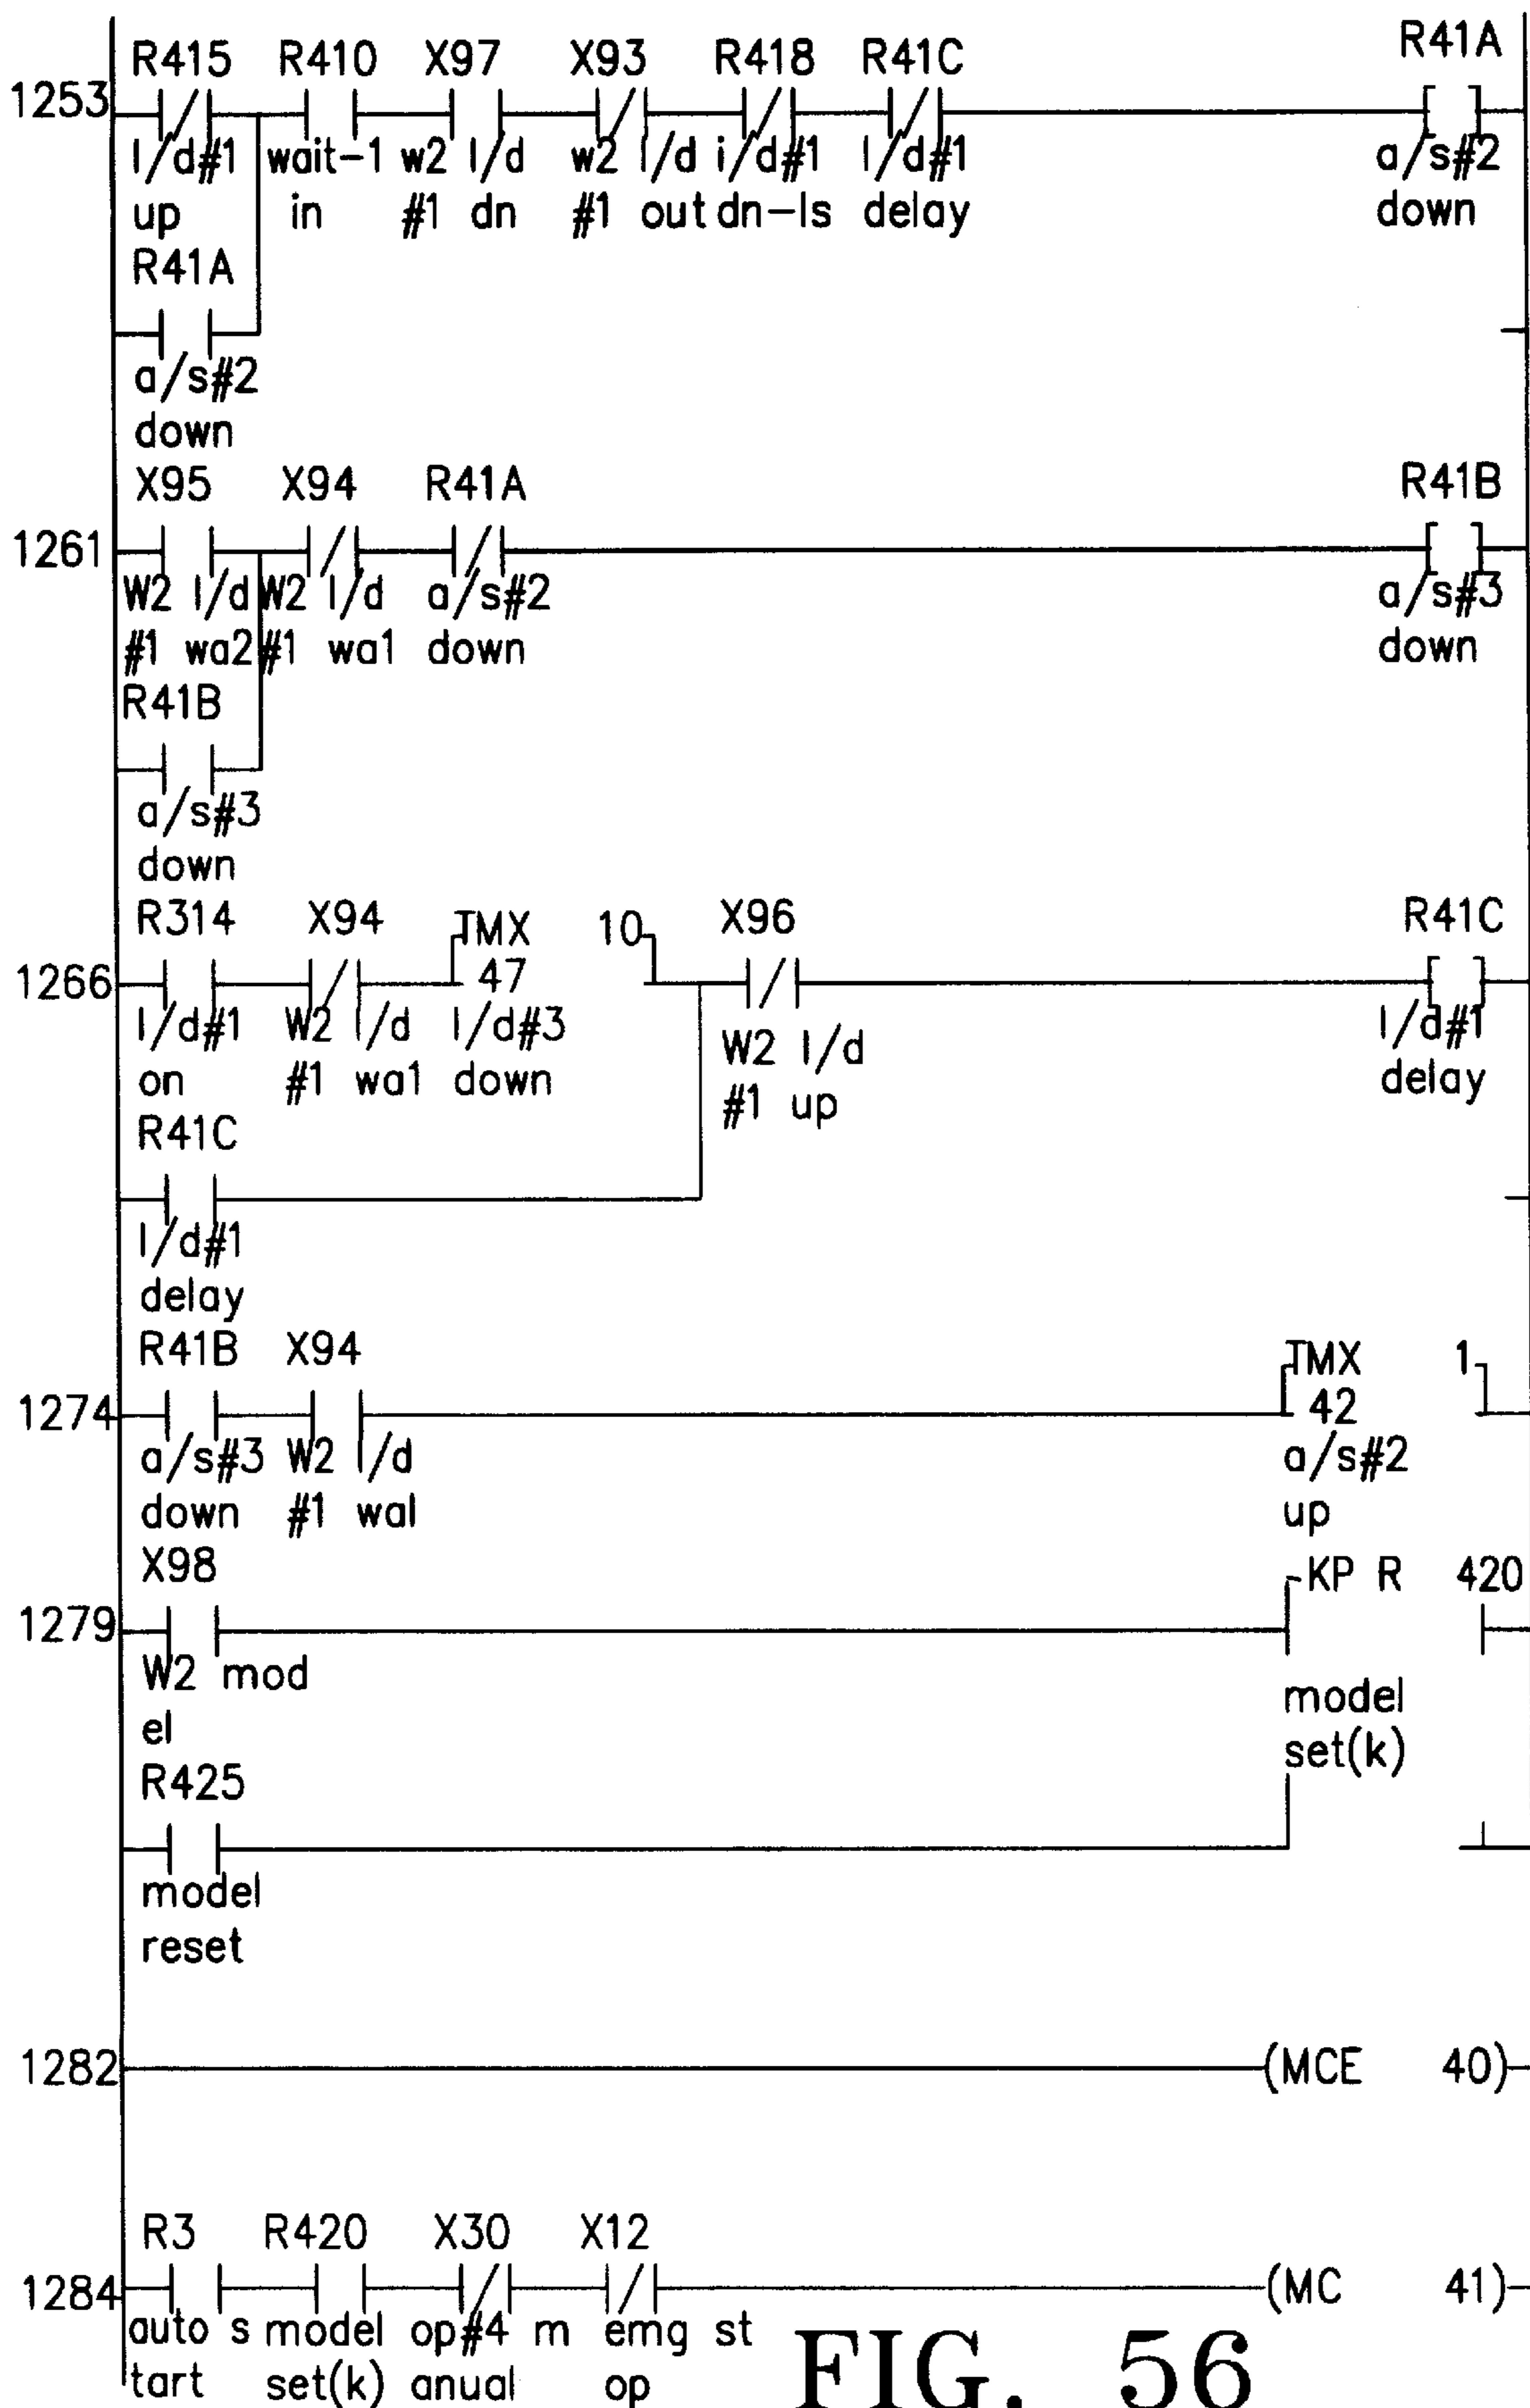 R415 R410 X97 X93 R418 R41C R41A
1253
l/d#1 wait-1 w2 l/d w2 l/d i/d#1 l/d#1 a/s#2
up in #1 dn #1 out dn-ls delay down
R41A
a/s#2
down
X95 X94 R41A R41B
1261
W2 l/d W2 l/d a/s#2 a/s#3
#1 wa2 #1 wa1 down down
R41B
a/s#3
down
R314 X94 TMX 10 X96 R41C
1266 47
l/d#1 W2 l/d l/d#3 W2 l/d l/d#1
on #1 wa1 down #1 up delay
R41C
l/d#1
delay
R41B X94 TMX 1
1274 42
a/s#3 W2 l/d a/s#2
down #1 wal up
X98 KP R 420
1279
W2 mod model
el set(k)
R425
model
reset
1282 (MCE 40)
R3 R420 X30 X12
1284 (MC 41)
auto s model op#4 m emg st
tart set(k) anual op
FIG. 56